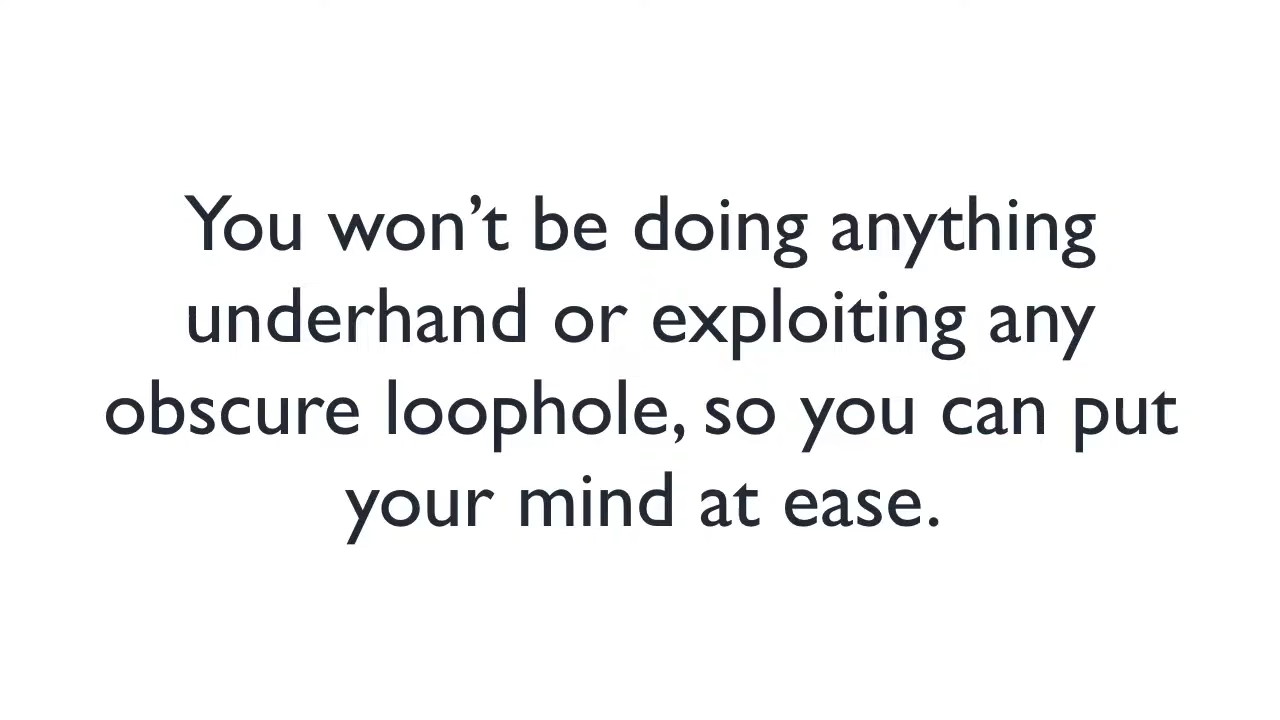 You won’t be doing anything
underhand or exploiting any
obscure loophole, so you can put
your mind at ease.